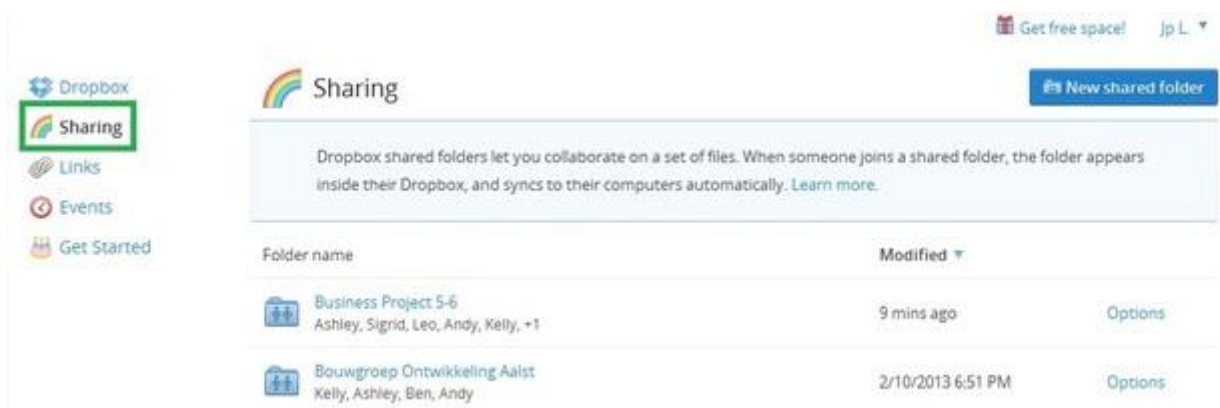 Get free space! Jp L.
Dropbox
Sharing
Links
Events
Get Started
Sharing
New shared folder
Dropbox shared folders let you collaborate on a set of files. When someone joins a shared folder, the folder appears
inside their Dropbox, and syncs to their computers automatically. Learn more.
Folder name Modified
Business Project 5-6
Ashley, Sigrid, Leo, Andy, Kelly, +1
9 mins ago Options
Bouwgroep Ontwikkeling Aalst
Kelly, Ashley, Ben, Andy
2/10/2013 6:51 PM Options